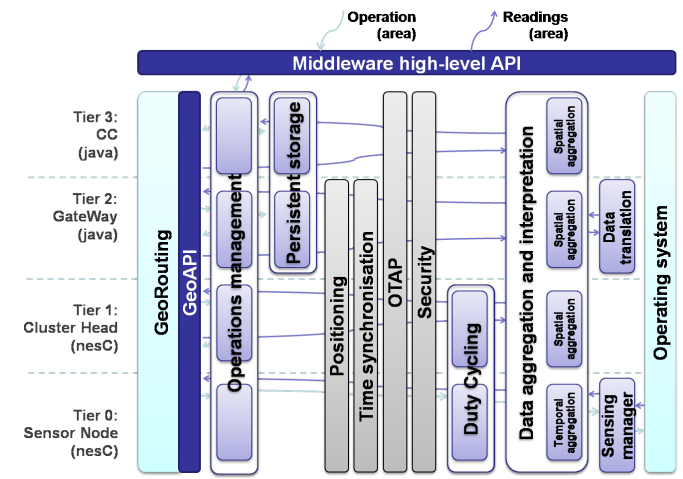 Operation
(area)
Readings
(area)
Middleware high-level API
Tier 3:
CC
(java)
Tier 2:
GateWay
(java)
Tier 1:
Cluster Head
(nesC)
Tier 0:
Sensor Node
(nesC)
GeoRouting
GeoAPI
Operations management
Persistent storage
Positioning
Time synchronisation
OTAP
Security
Duty Cycling
Data aggregation and interpretation
Spatial
aggregation
Spatial
aggregation
Spatial
aggregation
Temporal
aggregation
Data
translation
Sensing
manager
Operating system